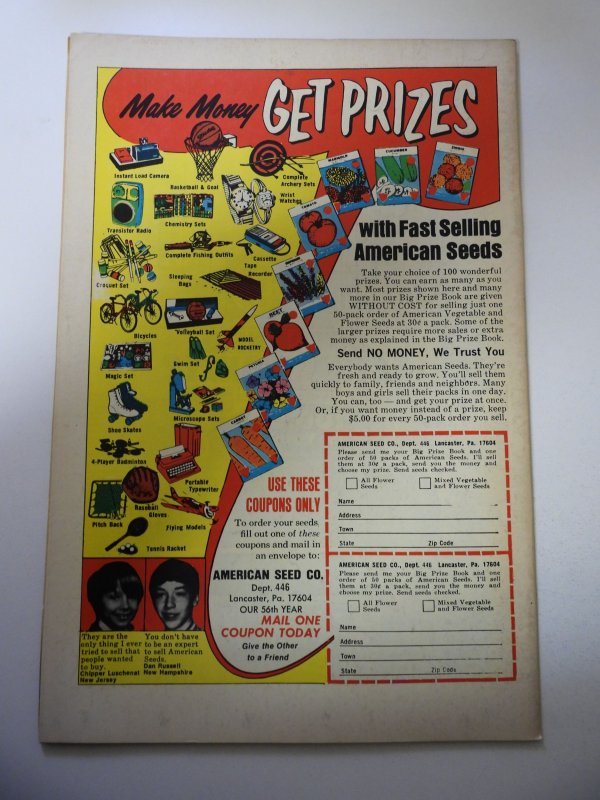 Make Money GET PRIZES
Instant Load Camera
Basketball & Goal
Complete
Archery Sets
Wrist
Watches
Transistor Radio
Chemistry Sets
Complete Fishing Outfits
Cassette
Tape
Recorder
Croquet Set
Sleeping
Bags
Bicycles
Volleyball Set
MODEL
ROCKETRY
Magic Set
Swim Set
Shoe Skates
Microscope Sets
4-Player Badminton
Portable
Typewriter
Pitch Back
Baseball
Gloves
Flying Models
Tennis Racket
MARIGOLD
CUCUMBER
ZINNIA
TOMATO
BEET
PETUNIA
CARROT
with Fast Selling
American Seeds
Take your choice of 100 wonderful
prizes. You can earn as many as you
want. Most prizes shown here and many
more in our Big Prize Book are given
WITHOUT COST for selling just one
50-pack order of American Vegetable and
Flower Seeds at 30¢ a pack. Some of the
larger prizes require more sales or extra
money as explained in the Big Prize Book.
Send NO MONEY, We Trust You
Everybody wants American Seeds. They're
fresh and ready to grow. You'll sell them
quickly to family, friends and neighbors. Many
boys and girls sell their packs in one day.
You can, too — and get your prize at once.
Or, if you want money instead of a prize, keep
$5.00 for every 50-pack order you sell.
USE THESE
COUPONS ONLY
To order your seeds,
fill out one of these
coupons and mail in
an envelope to:
AMERICAN SEED CO.
Dept. 446
Lancaster, Pa. 17604
OUR 56th YEAR
MAIL ONE
COUPON TODAY
Give the Other
to a Friend
They are the
only thing I ever
tried to sell that
people wanted
to buy.
Chipper Luschenat
New Jersey
You don't have
to be an expert
to sell American
Seeds.
Dan Russell
New Hampshire
AMERICAN SEED CO., Dept. 446 Lancaster, Pa. 17604
Please send me your Big Prize Book and one
order of 50 packs of American Seeds. I'll sell
them at 30¢ a pack, send you the money and
choose my prize. Send seeds checked.
All Flower
Seeds
Mixed Vegetable
and Flower Seeds
Name
Address
Town
State Zip Code
AMERICAN SEED CO., Dept. 446 Lancaster, Pa. 17604
Please send me your Big Prize Book and one
order of 50 packs of American Seeds. I'll sell
them at 30¢ a pack, send you the money and
choose my prize. Send seeds checked.
All Flower
Seeds
Mixed Vegetable
and Flower Seeds
Name
Address
Town
State Zip Code